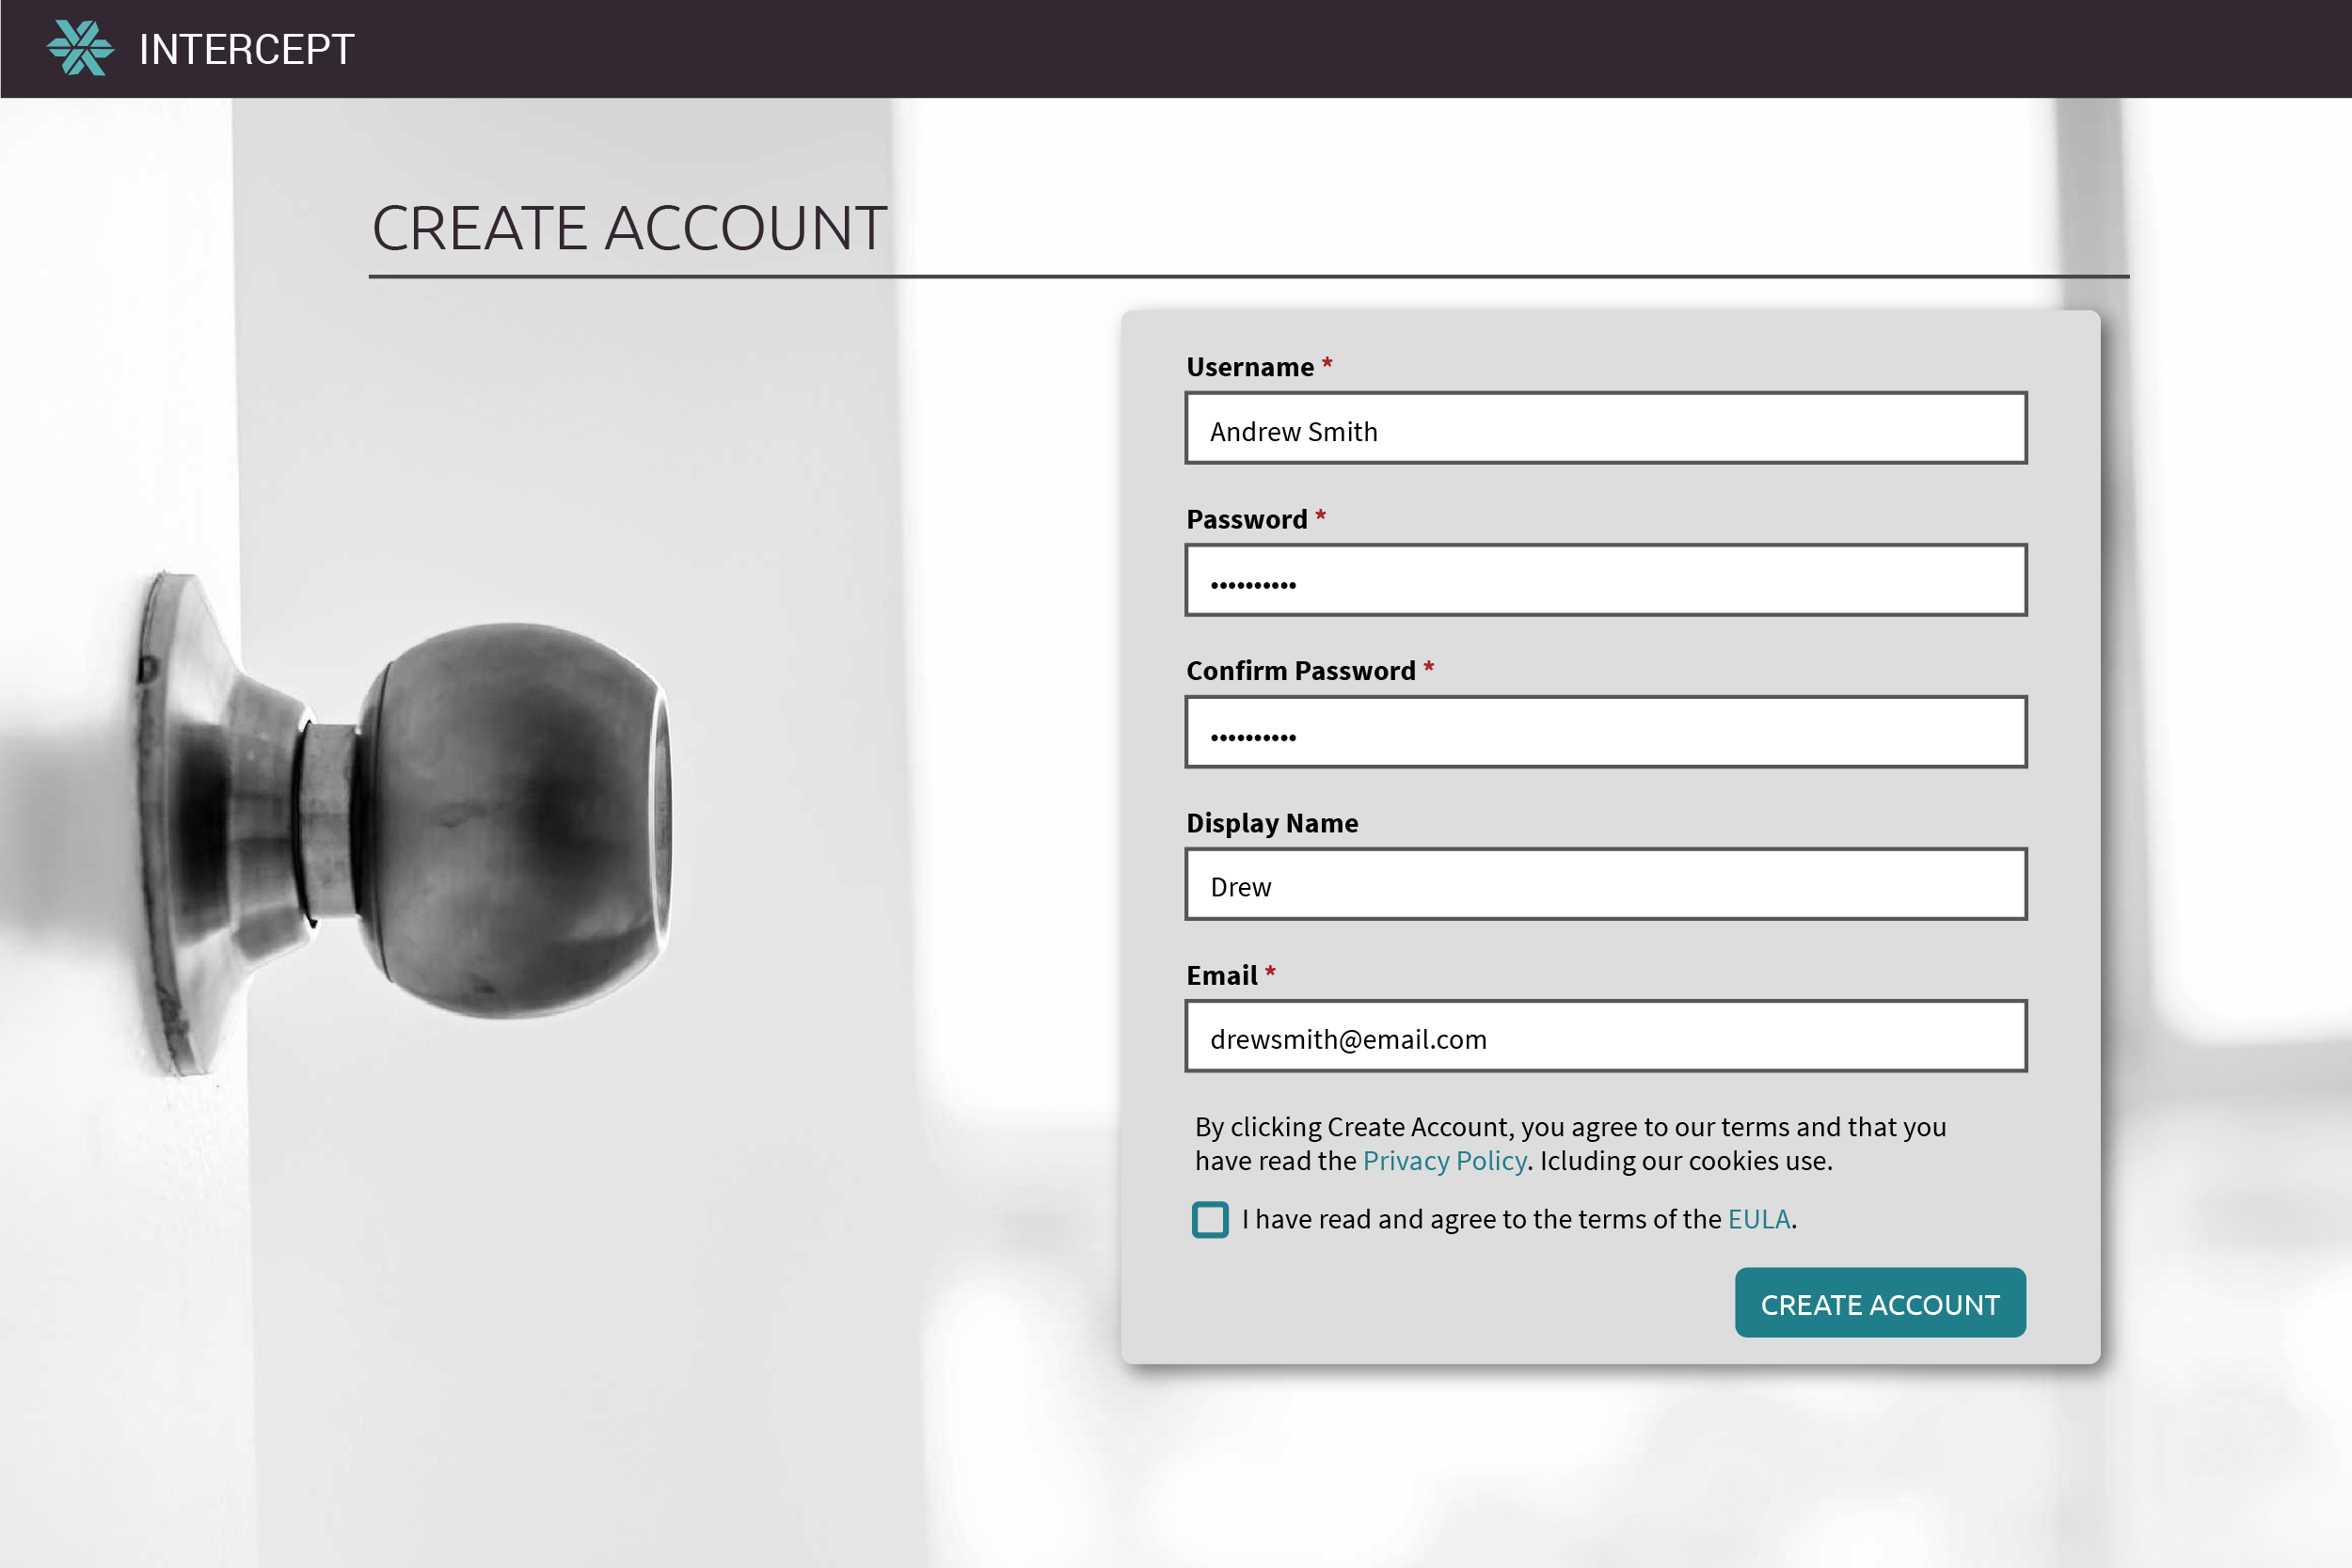 INTERCEPT
CREATE ACCOUNT
Username *
Andrew Smith
Password *
••••••••••
Confirm Password *
••••••••••
Display Name
Drew
Email *
drewsmith@email.com
By clicking Create Account, you agree to our terms and that you
have read the Privacy Policy. Icluding our cookies use.
I have read and agree to the terms of the EULA.
CREATE ACCOUNT